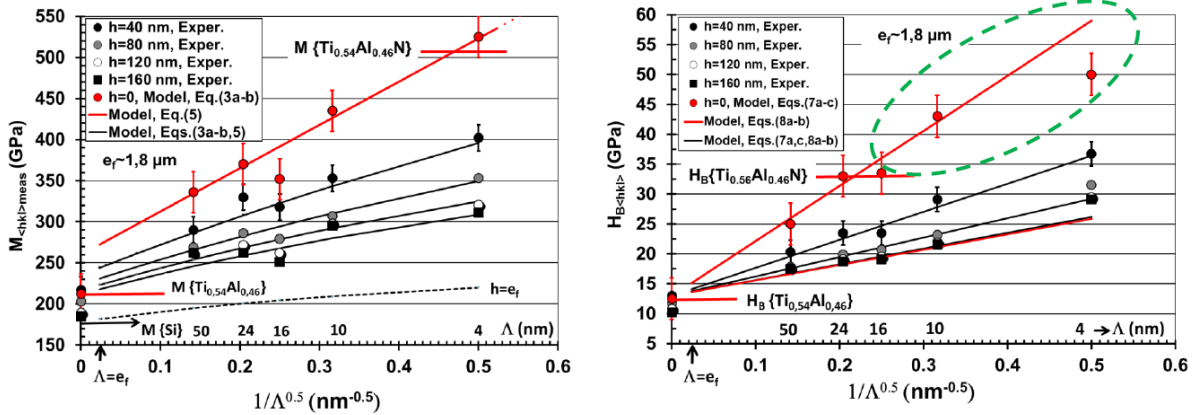 M<hkl>meas (GPa)
550
500
450
400
350
300
250
200
150
h=40 nm, Exper.
h=80 nm, Exper.
h=120 nm, Exper.
h=160 nm, Exper.
h=0, Model, Eq.(3a-b)
Model, Eq.(5)
Model, Eqs.(3a-b,5)
M {Ti0.54Al0.46N}
ef~1,8 μm
M {Ti0,54Al0,46}
h=ef
M {Si} 50 24 16 10 4 Λ (nm)
0 0.1 0.2 0.3 0.4 0.5 0.6
Λ=ef
1/Λ0.5 (nm-0.5)
HB<hkl> (GPa)
65
60
55
50
45
40
35
30
25
20
15
10
5
h=40 nm, Exper.
h=80 nm, Exper.
h=120 nm, Exper.
h=160 nm, Exper.
h=0, Model, Eqs.(7a-c)
Model, Eqs.(8a-b)
Model, Eqs.(7a,c,8a-b)
ef~1,8 μm
HB{Ti0.56Al0.46N}
HB {Ti0,54Al0,46}
50 24 16 10 4 → Λ (nm)
0 0.1 0.2 0.3 0.4 0.5 0.6
Λ=ef
1/Λ0.5 (nm-0.5)